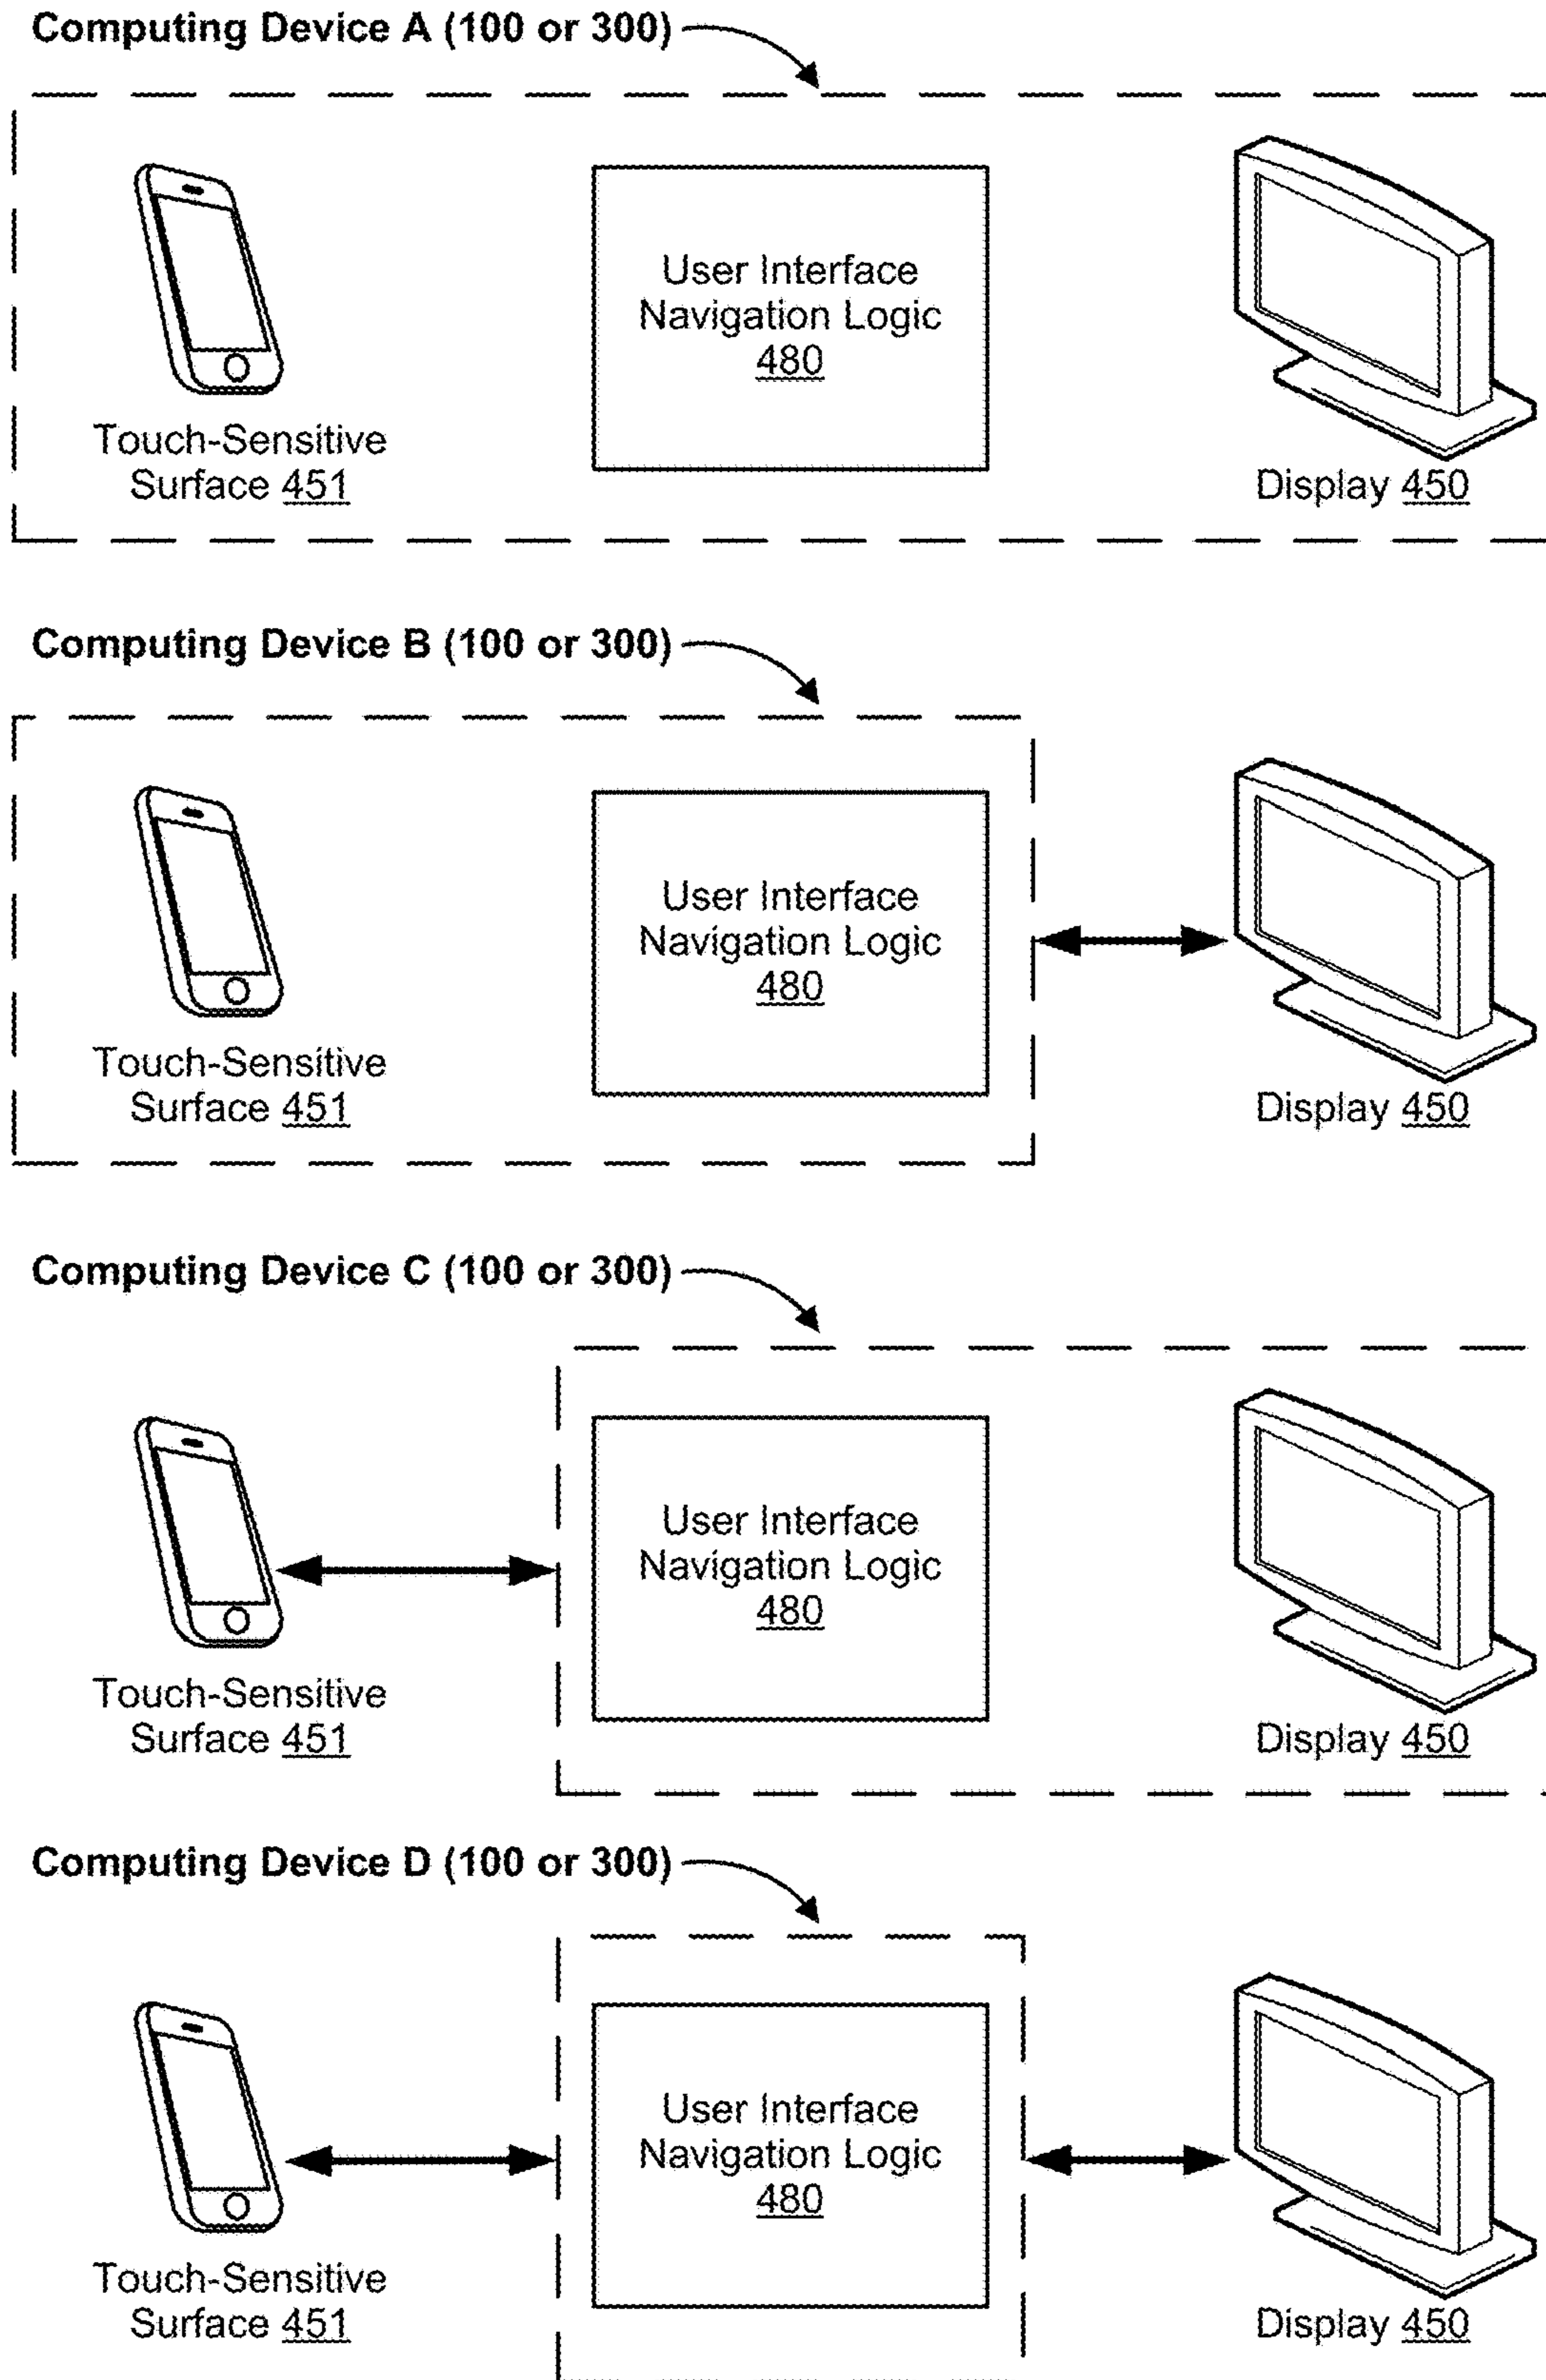 Computing Device A (100 or 300)
User Interface
Navigation Logic
480
Touch-Sensitive
Surface 451
Display 450
Computing Device B (100 or 300)
User Interface
Navigation Logic
480
Touch-Sensitive
Surface 451
Display 450
Computing Device C (100 or 300)
User Interface
Navigation Logic
480
Touch-Sensitive
Surface 451
Display 450
Computing Device D (100 or 300)
User Interface
Navigation Logic
480
Touch-Sensitive
Surface 451
Display 450